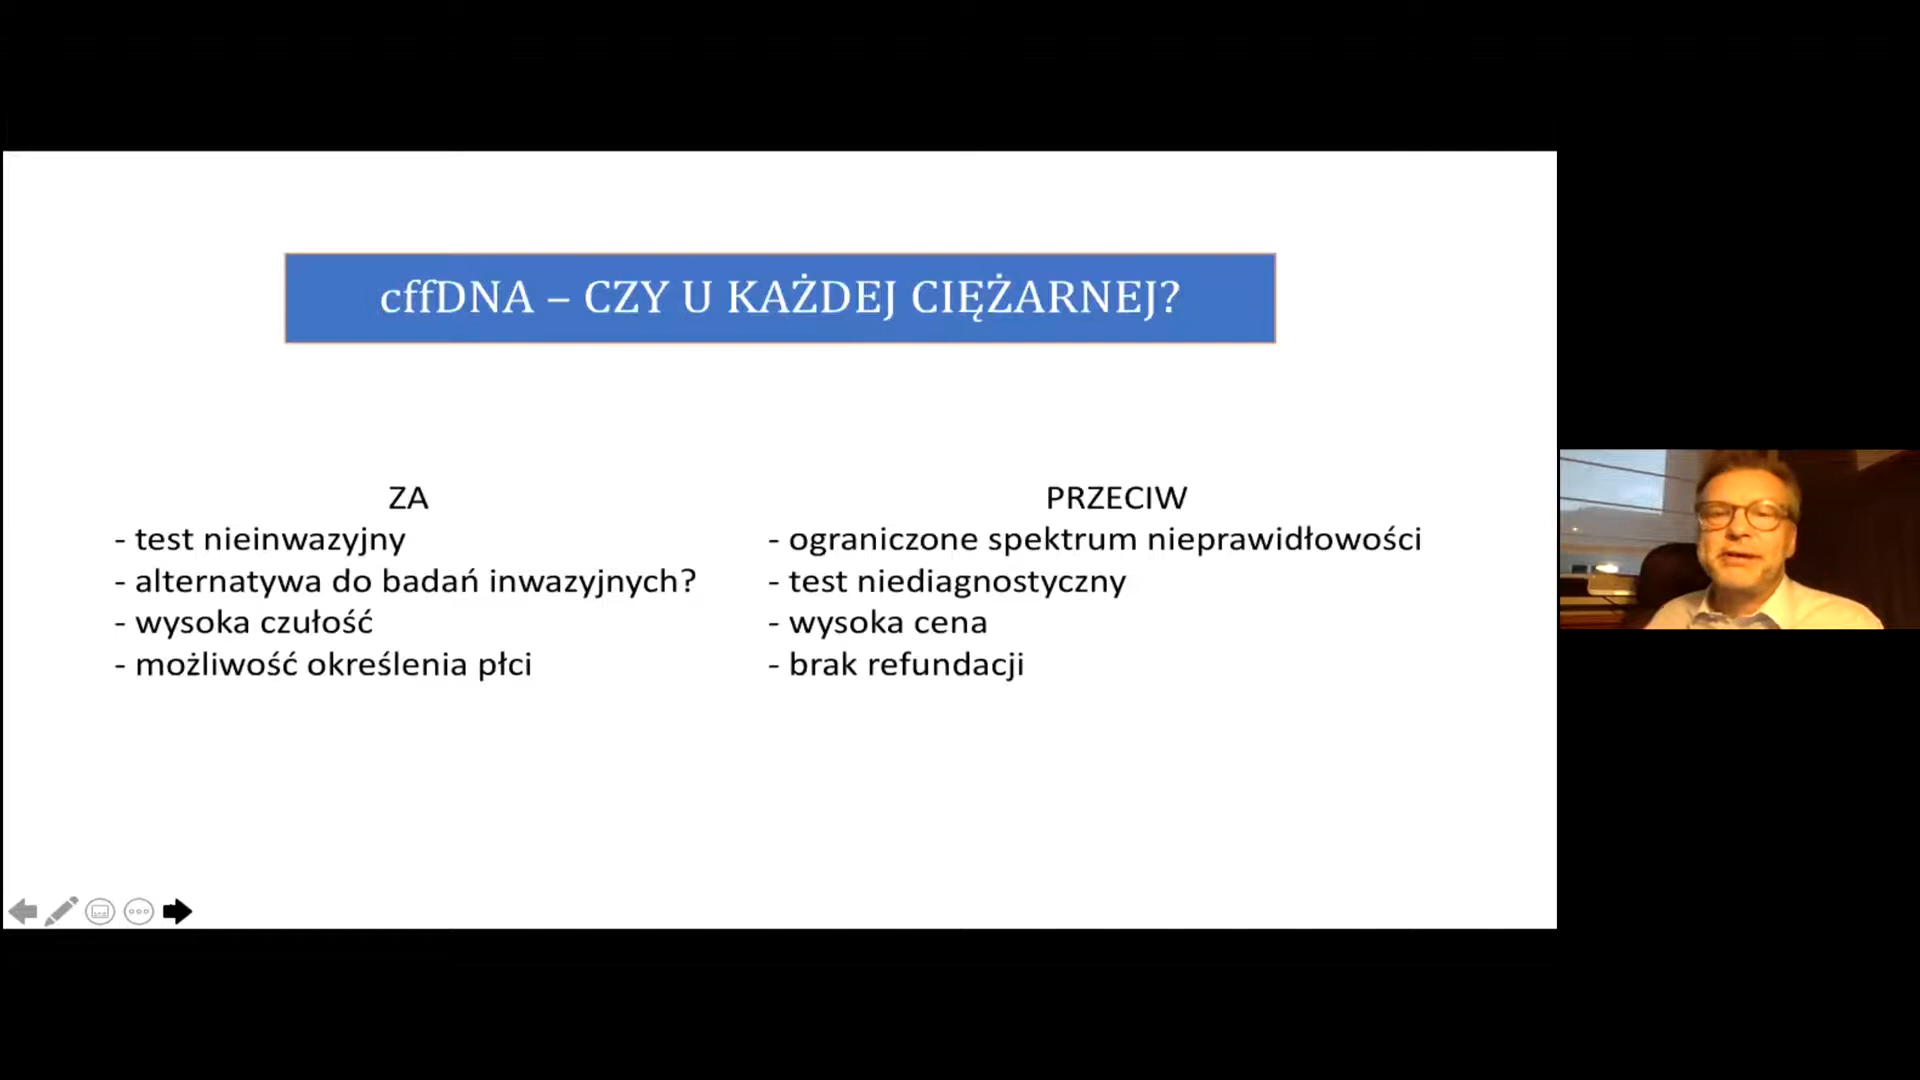 cffDNA – CZY U KAŻDEJ CIĘŻARNEJ?
ZA
- test nieinwazyjny
- alternatywa do badań inwazyjnych?
- wysoka czułość
- możliwość określenia płci
PRZECIW
- ograniczone spektrum nieprawidłowości
- test niediagnostyczny
- wysoka cena
- brak refundacji